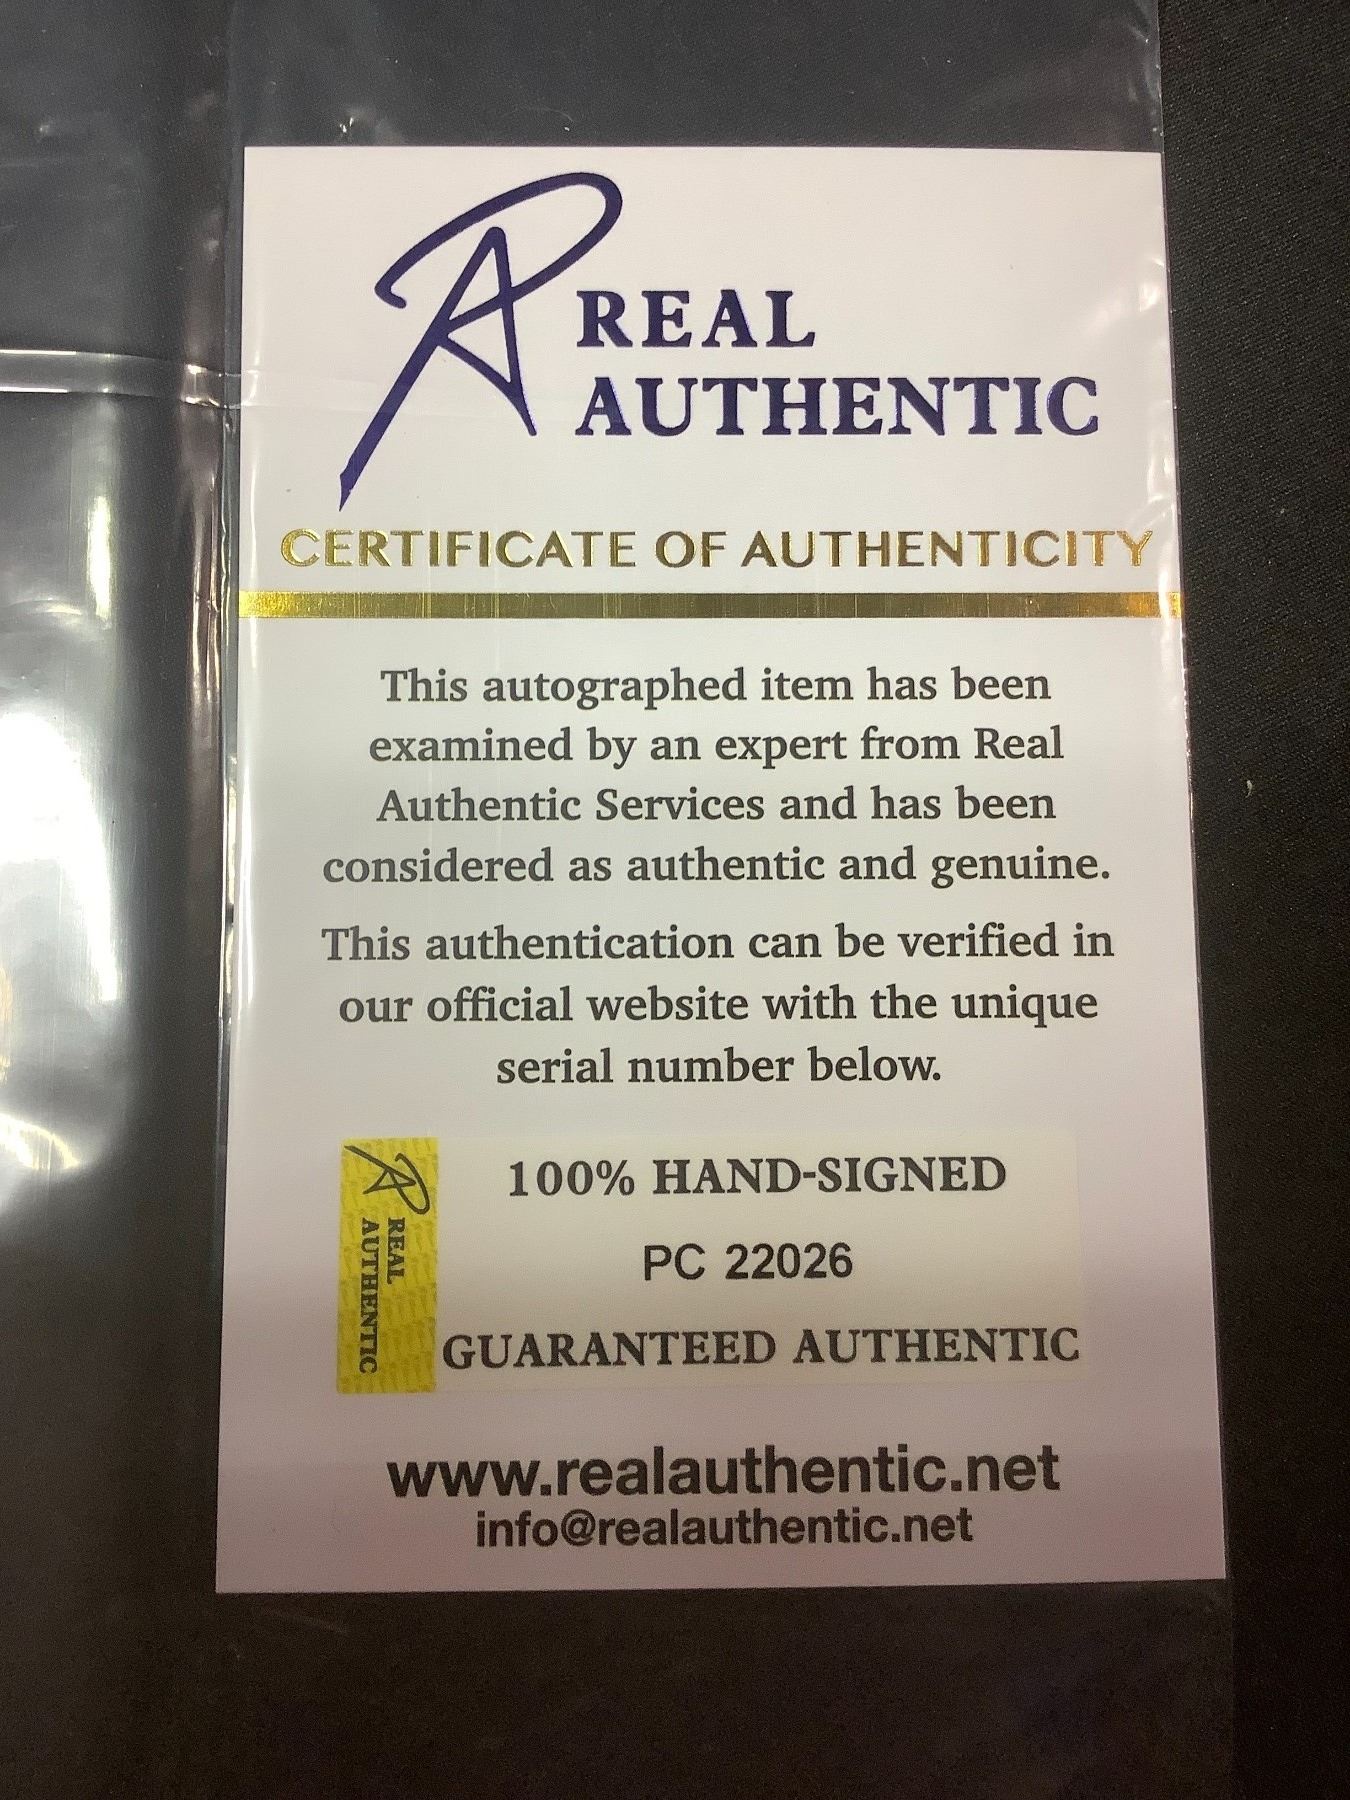 RA REAL
AUTHENTIC
CERTIFICATE OF AUTHENTICITY
This autographed item has been
examined by an expert from Real
Authentic Services and has been
considered as authentic and genuine.
This authentication can be verified in
our official website with the unique
serial number below.
RA REAL
AUTHENTIC
100% HAND-SIGNED
PC 22026
GUARANTEED AUTHENTIC
www.realauthentic.net
info@realauthentic.net